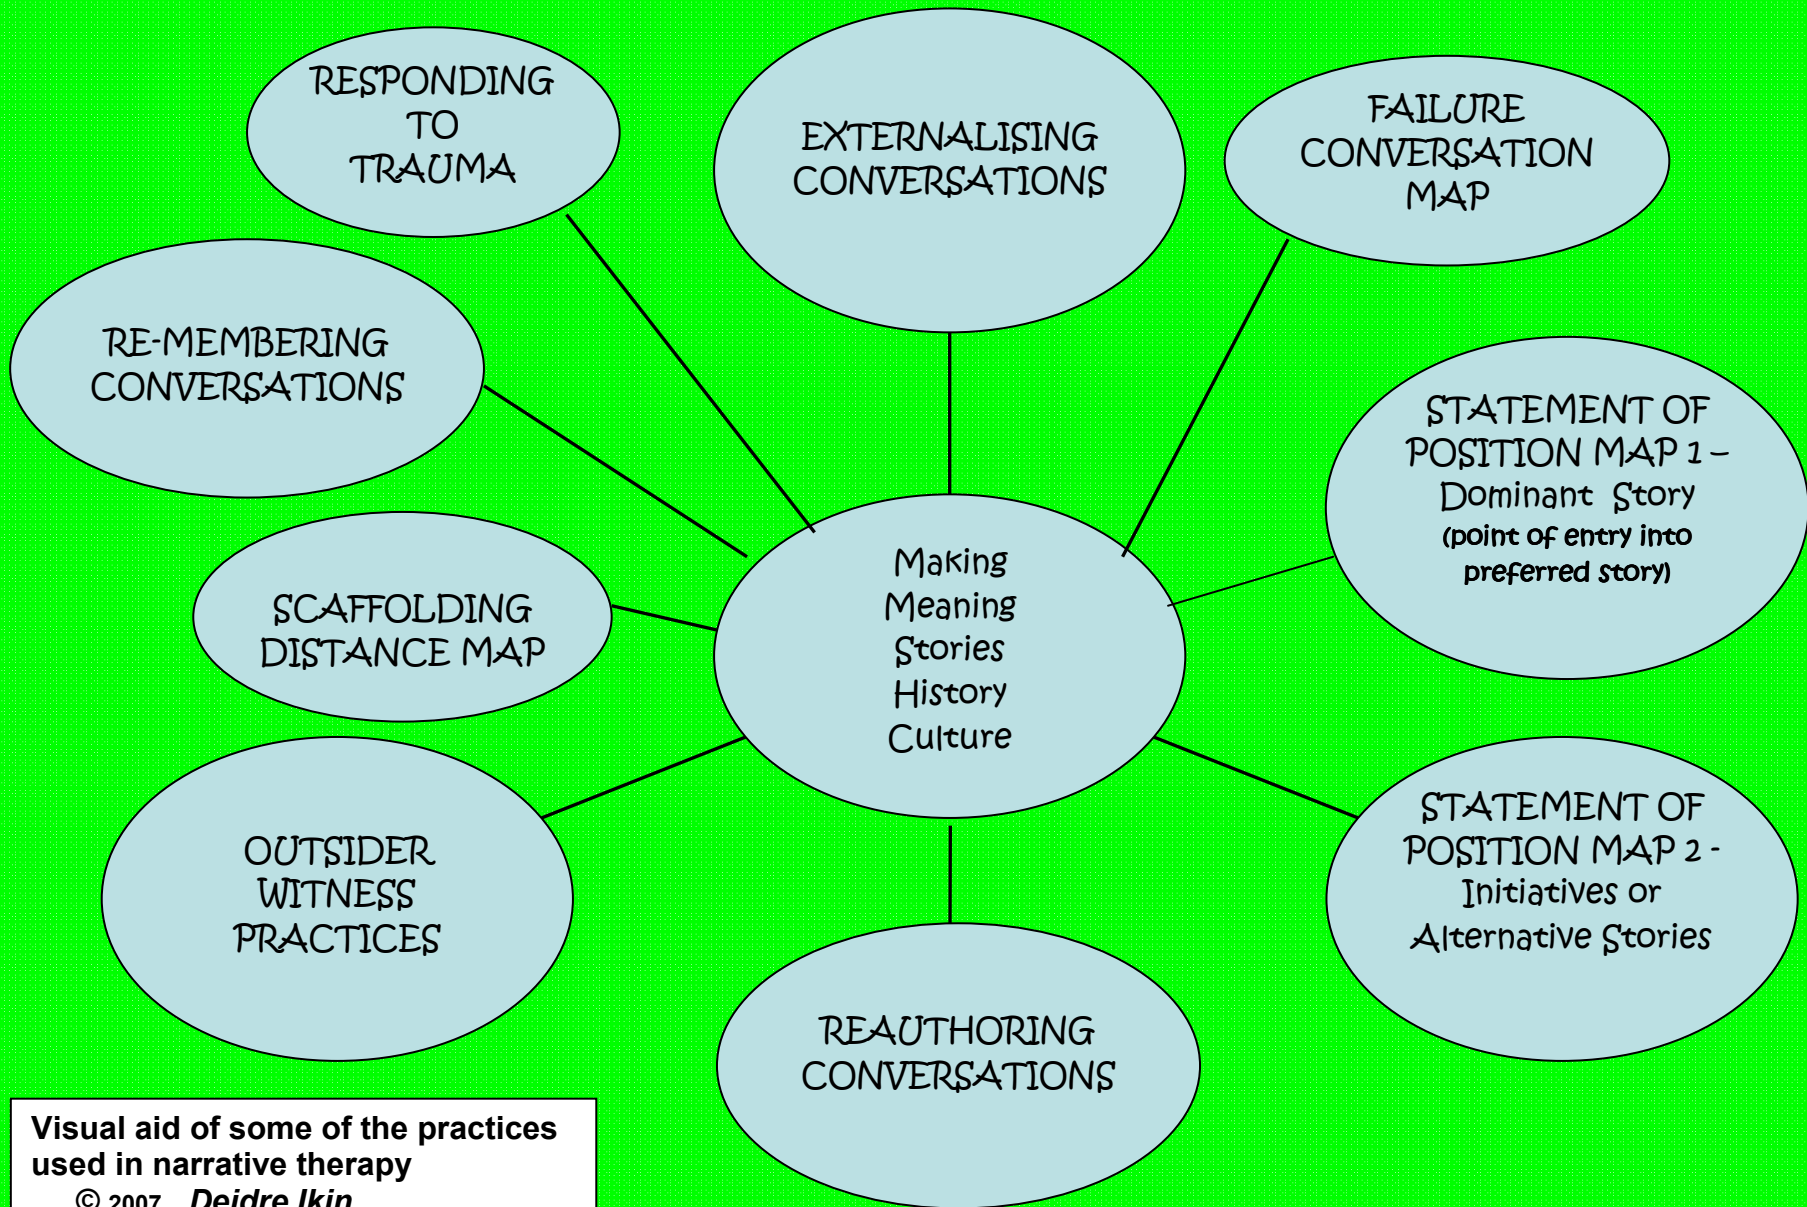 RESPONDING
TO
TRAUMA
EXTERNALISING
CONVERSATIONS
FAILURE
CONVERSATION
MAP
RE-MEMBERING
CONVERSATIONS
STATEMENT OF
POSITION MAP 1 –
Dominant Story
(point of entry into
preferred story)
Making
Meaning
Stories
History
Culture
SCAFFOLDING
DISTANCE MAP
OUTSIDER
WITNESS
PRACTICES
STATEMENT OF
POSITION MAP 2 -
Initiatives or
Alternative Stories
REAUTHORING
CONVERSATIONS
Visual aid of some of the practices
used in narrative therapy
© 2007 Deidre Ikin